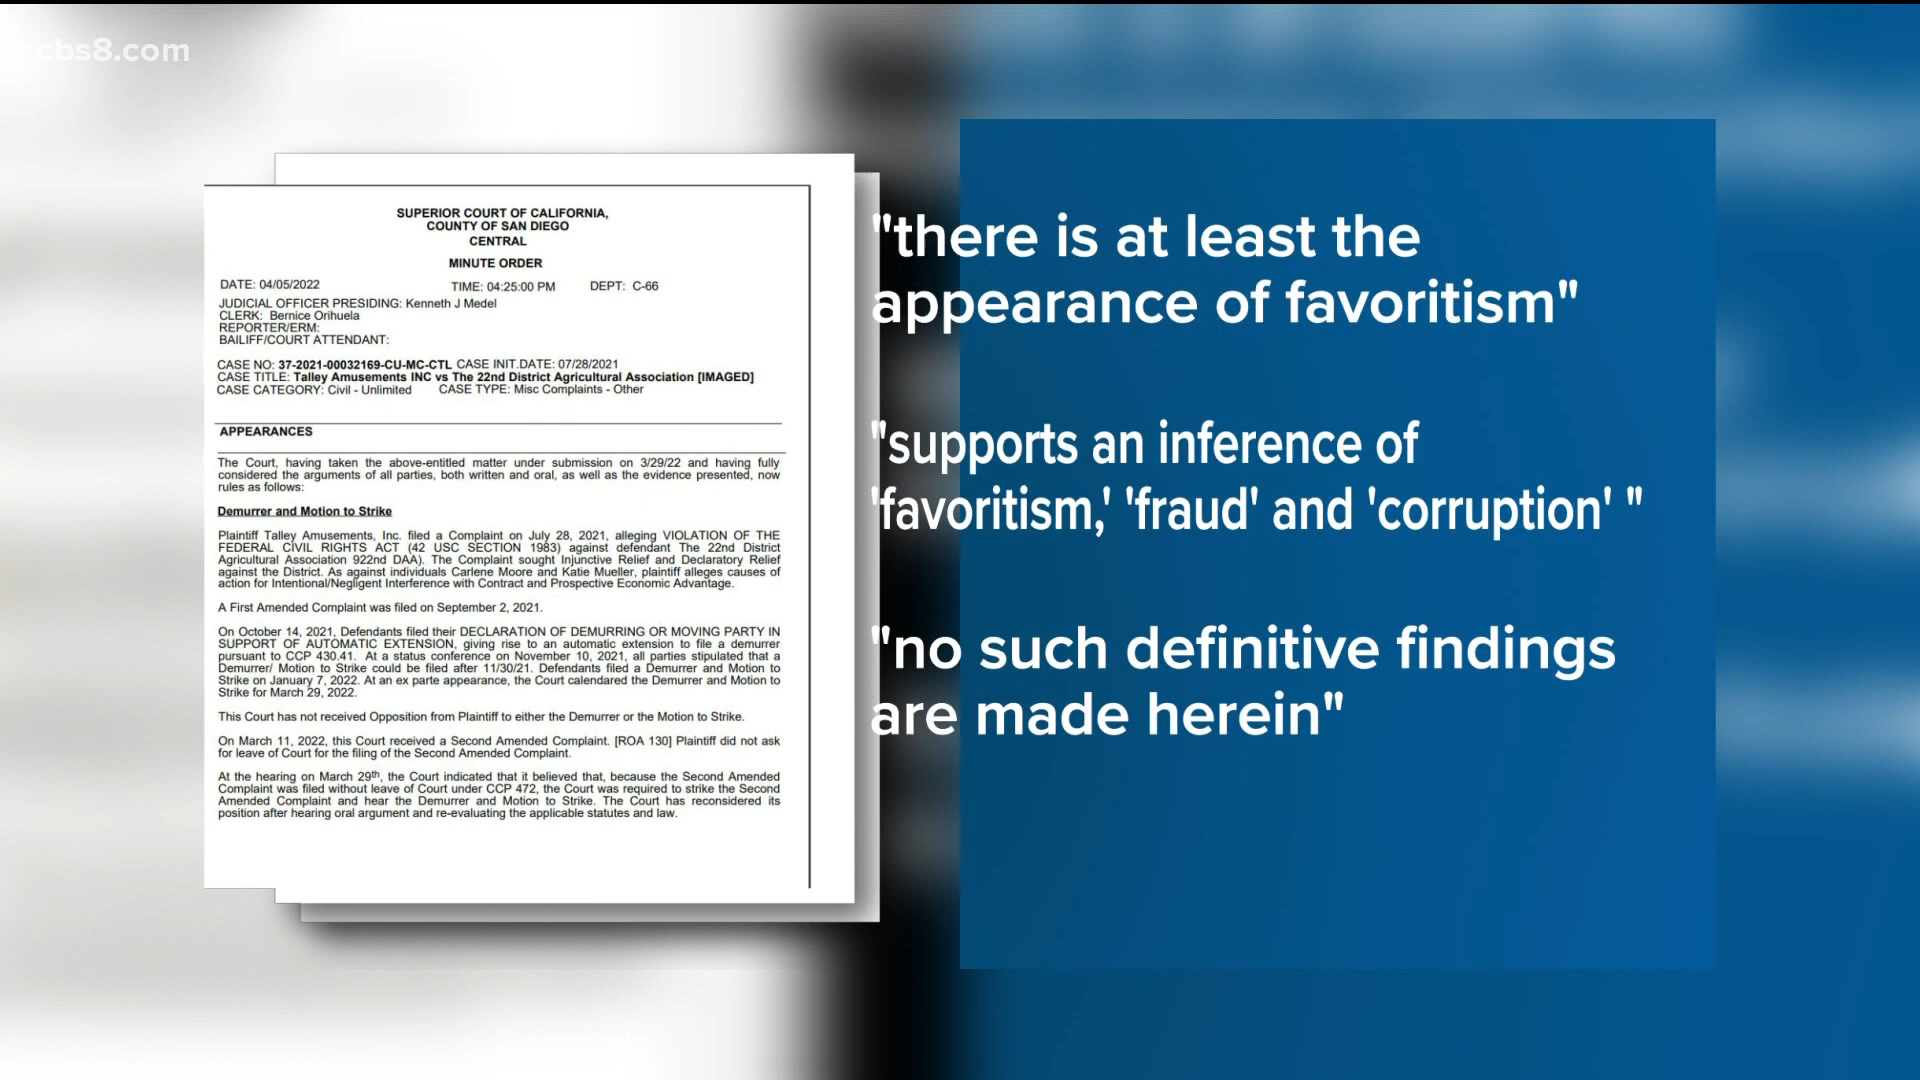 cbs8.com
SUPERIOR COURT OF CALIFORNIA,
COUNTY OF SAN DIEGO
CENTRAL
MINUTE ORDER
DATE: 04/05/2022 TIME: 04:25:00 PM DEPT: C-66
JUDICIAL OFFICER PRESIDING: Kenneth J Medel
CLERK: Bernice Orihuela
REPORTER/ERM:
BAILIFF/COURT ATTENDANT:
CASE NO: 37-2021-00032169-CU-MC-CTL CASE INIT.DATE: 07/28/2021
CASE TITLE: Talley Amusements INC vs The 22nd District Agricultural Association [IMAGED]
CASE CATEGORY: Civil - Unlimited CASE TYPE: Misc Complaints - Other
APPEARANCES
The Court, having taken the above-entitled matter under submission on 3/29/22 and having fully
considered the arguments of all parties, both written and oral, as well as the evidence presented, now
rules as follows:
Demurrer and Motion to Strike
Plaintiff Talley Amusements, Inc. filed a Complaint on July 28, 2021, alleging VIOLATION OF THE
FEDERAL CIVIL RIGHTS ACT (42 USC SECTION 1983) against defendant The 22nd District
Agricultural Association 922nd DAA). The Complaint sought Injunctive Relief and Declaratory Relief
against the District. As against individuals Carlene Moore and Katie Mueller, plaintiff alleges causes of
action for Intentional/Negligent Interference with Contract and Prospective Economic Advantage.
A First Amended Complaint was filed on September 2, 2021.
On October 14, 2021, Defendants filed their DECLARATION OF DEMURRING OR MOVING PARTY IN
SUPPORT OF AUTOMATIC EXTENSION, giving rise to an automatic extension to file a demurrer
pursuant to CCP 430.41. At a status conference on November 10, 2021, all parties stipulated that a
Demurrer/ Motion to Strike could be filed after 11/30/21. Defendants filed a Demurrer and Motion to
Strike on January 7, 2022. At an ex parte appearance, the Court calendared the Demurrer and Motion to
Strike for March 29, 2022.
This Court has not received Opposition from Plaintiff to either the Demurrer or the Motion to Strike.
On March 11, 2022, this Court received a Second Amended Complaint. [ROA 130] Plaintiff did not ask
for leave of Court for the filing of the Second Amended Complaint.
At the hearing on March 29th, the Court indicated that it believed that, because the Second Amended
Complaint was filed without leave of Court under CCP 472, the Court was required to strike the Second
Amended Complaint and hear the Demurrer and Motion to Strike. The Court has reconsidered its
position after hearing oral argument and re-evaluating the applicable statutes and law.
"there is at least the
appearance of favoritism"
"supports an inference of
'favoritism,' 'fraud' and 'corruption' "
"no such definitive findings
are made herein"